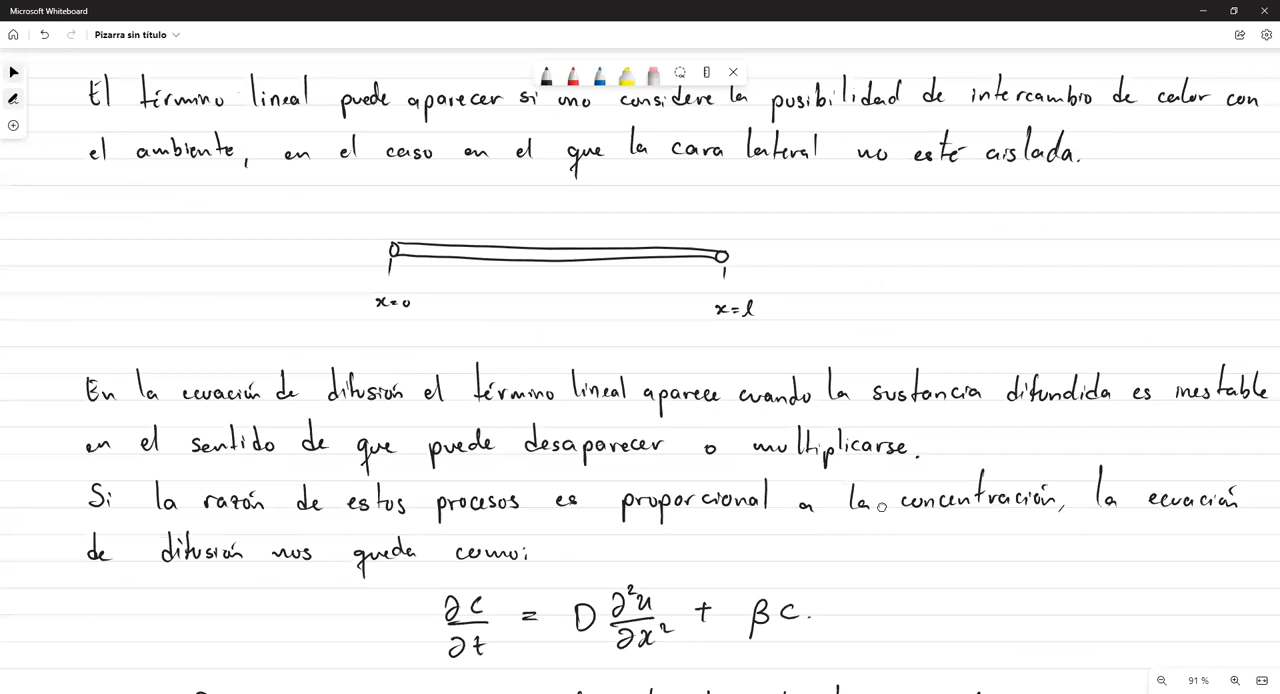 Microsoft Whiteboard
Pizarra sin título
El término lineal puede aparecer si uno considere la posibilidad de intercambio de calor con
el ambiente, en el caso en el que la cara lateral no esté aislada.
x=0
x=l
En la ecuación de difusión el término lineal aparece cuando la sustancia difundida es inestable
en el sentido de que puede desaparecer o multiplicarse.
Si la razón de estos procesos es proporcional a la concentración, la ecuación
de difusión nos queda como:
∂C/∂t = D ∂²u/∂x² + βC.
91 %